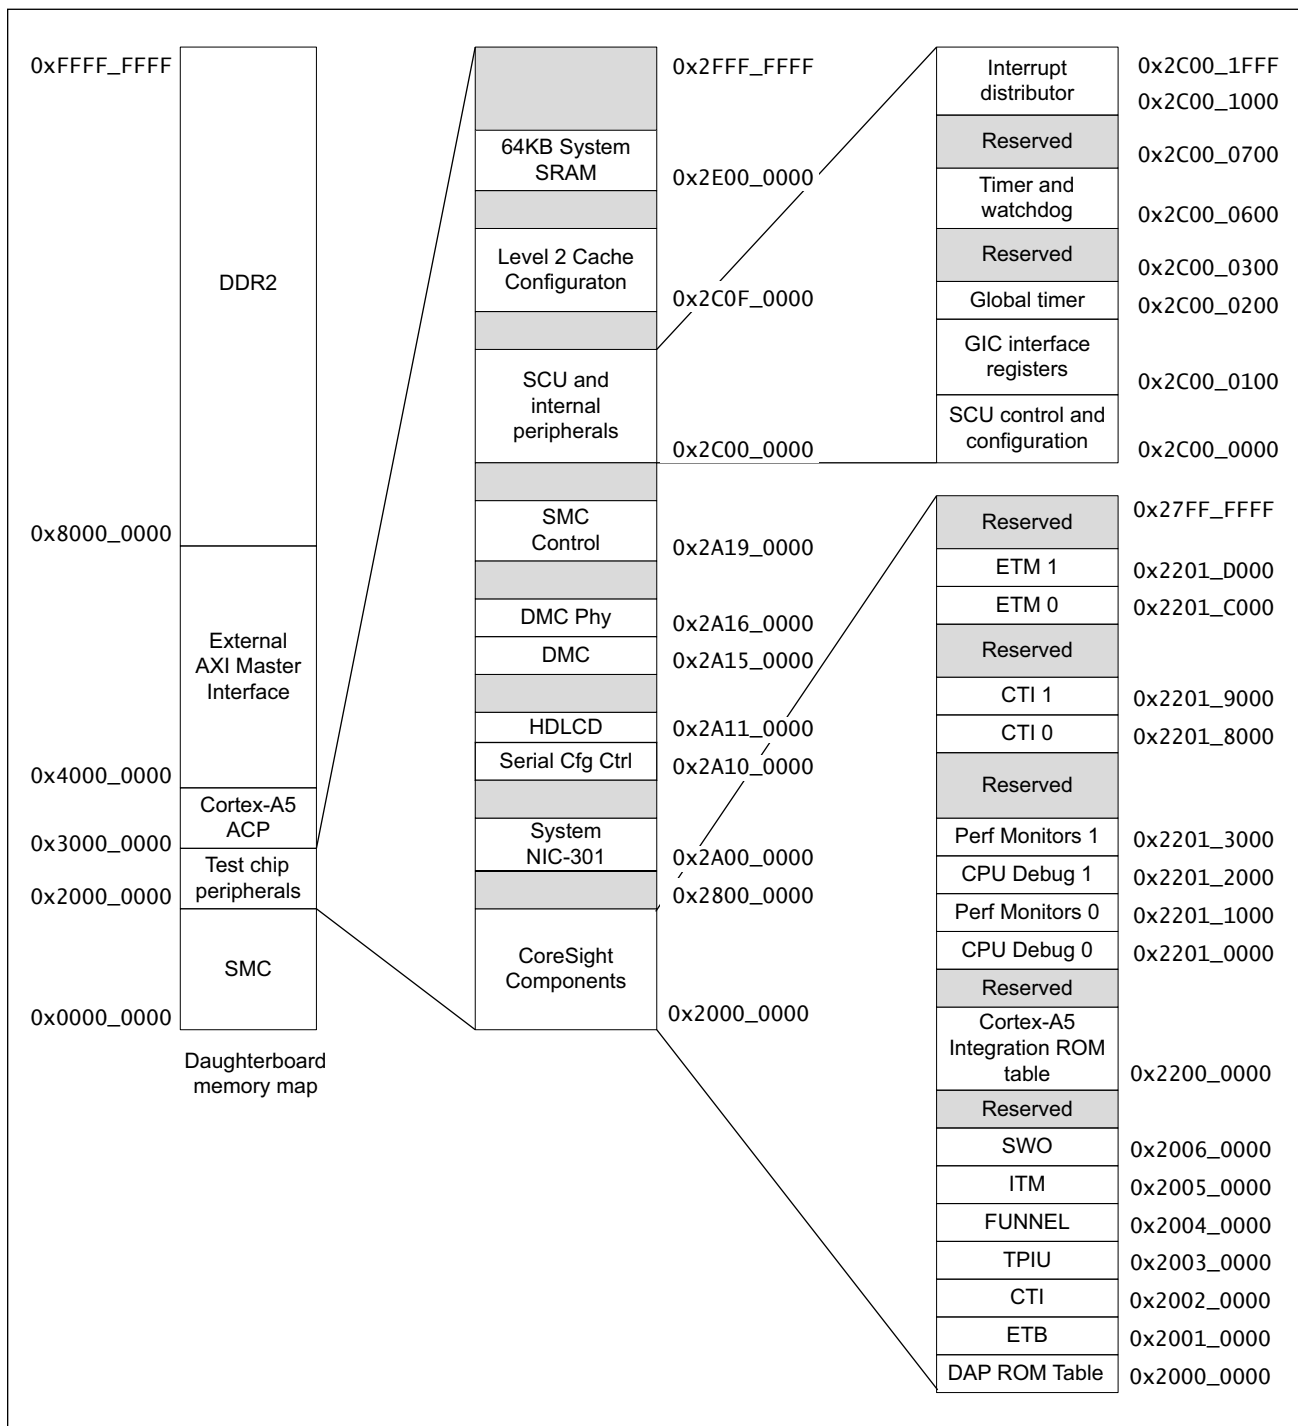 0xFFFF_FFFF
DDR2
0x8000_0000
External
AXI Master
Interface
0x4000_0000
Cortex-A5
ACP
0x3000_0000
Test chip
peripherals
0x2000_0000
SMC
0x0000_0000
Daughterboard
memory map
0x2FFF_FFFF
64KB System
SRAM
0x2E00_0000
Level 2 Cache
Configuraton
0x2C0F_0000
SCU and
internal
peripherals
0x2C00_0000
SMC
Control
0x2A19_0000
DMC Phy
0x2A16_0000
DMC
0x2A15_0000
HDLCD
0x2A11_0000
Serial Cfg Ctrl
0x2A10_0000
System
NIC-301
0x2A00_0000
0x2800_0000
CoreSight
Components
0x2000_0000
Interrupt
distributor
0x2C00_1FFF
0x2C00_1000
Reserved
0x2C00_0700
Timer and
watchdog
0x2C00_0600
Reserved
0x2C00_0300
Global timer
0x2C00_0200
GIC interface
registers
0x2C00_0100
SCU control and
configuration
0x2C00_0000
Reserved
0x27FF_FFFF
ETM 1
0x2201_D000
ETM 0
0x2201_C000
Reserved
CTI 1
0x2201_9000
CTI 0
0x2201_8000
Reserved
Perf Monitors 1
0x2201_3000
CPU Debug 1
0x2201_2000
Perf Monitors 0
0x2201_1000
CPU Debug 0
0x2201_0000
Reserved
Cortex-A5
Integration ROM
table
0x2200_0000
Reserved
SWO
0x2006_0000
ITM
0x2005_0000
FUNNEL
0x2004_0000
TPIU
0x2003_0000
CTI
0x2002_0000
ETB
0x2001_0000
DAP ROM Table
0x2000_0000